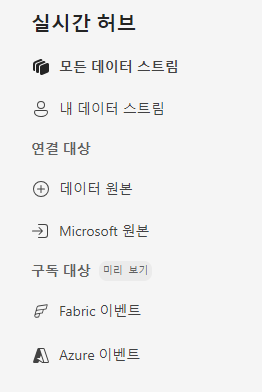 실시간 허브
모든 데이터 스트림
내 데이터 스트림
연결 대상
데이터 원본
Microsoft 원본
구독 대상 미리 보기
Fabric 이벤트
Azure 이벤트